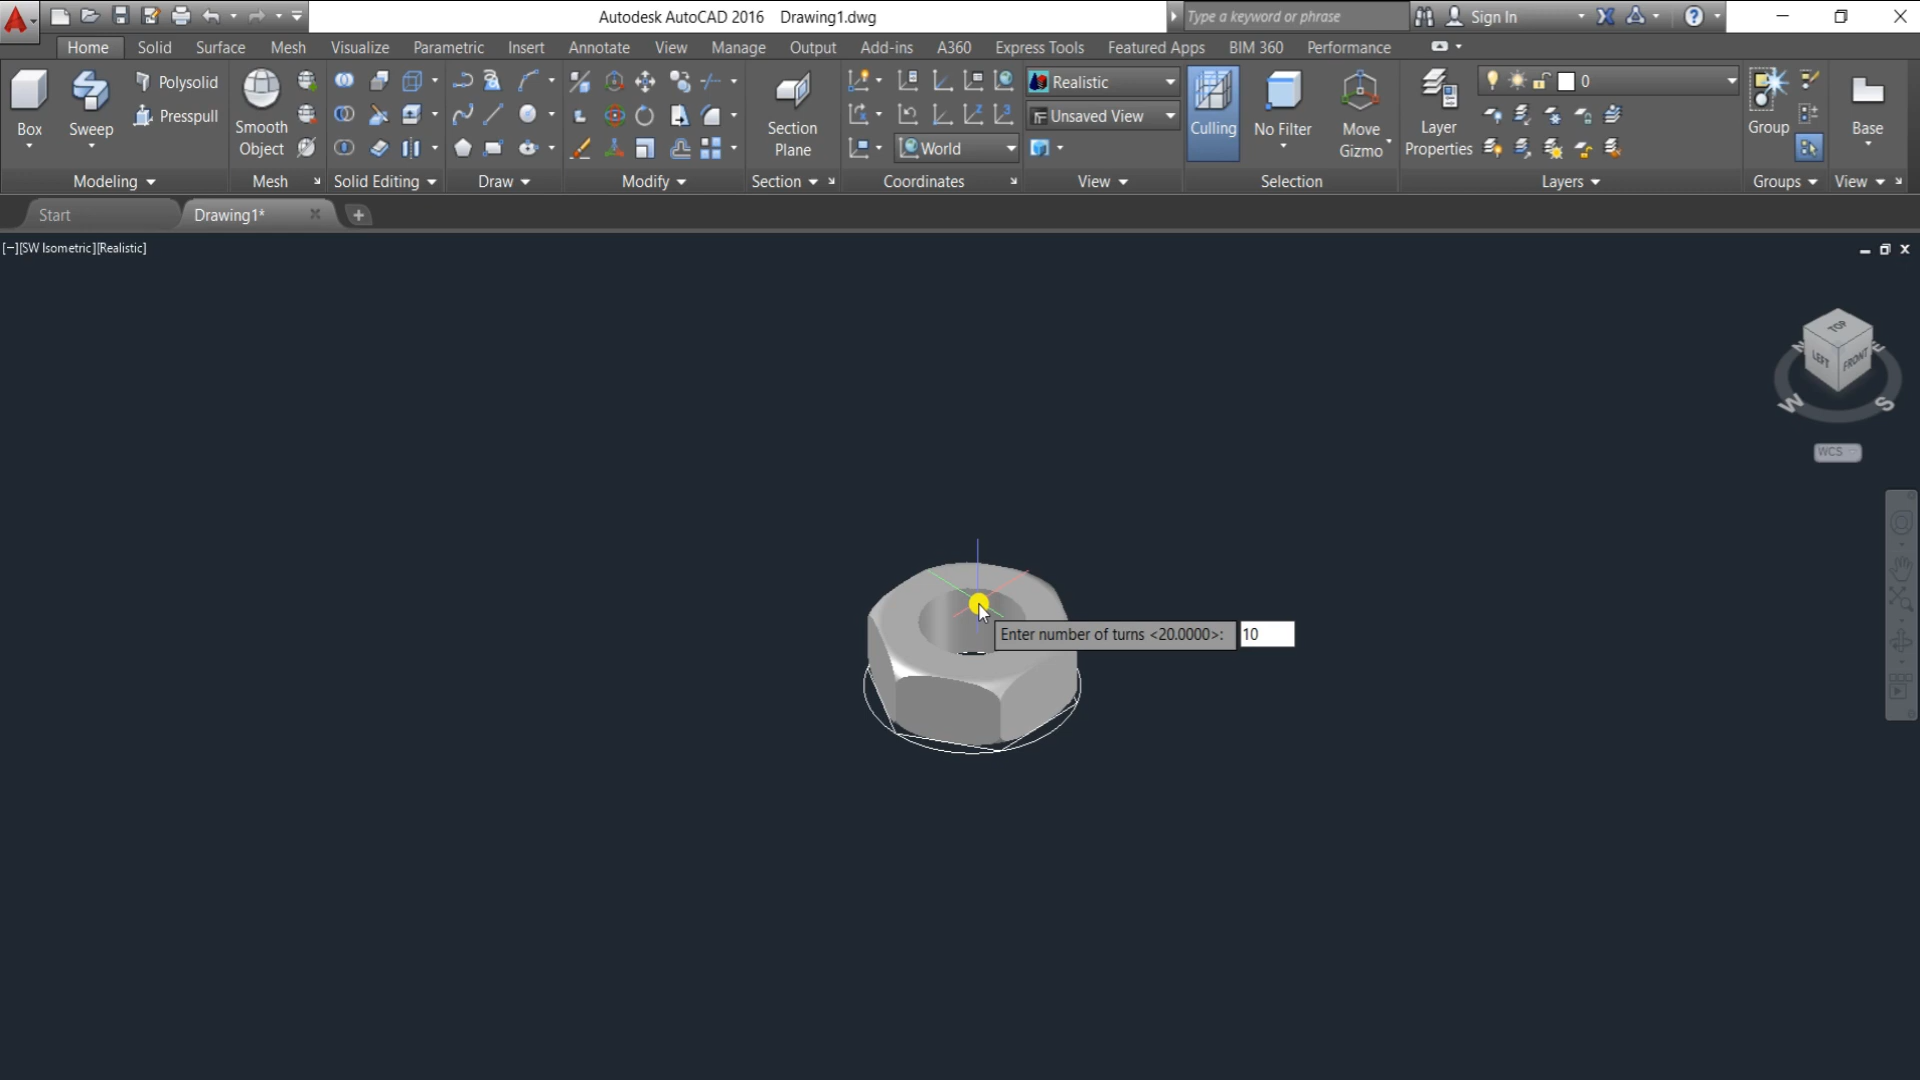 Autodesk AutoCAD 2016 Drawing1.dwg
Type a keyword or phrase
Sign In
Home Solid Surface Mesh Visualize Parametric Insert Annotate View Manage Output Add-ins A360 Express Tools Featured Apps BIM 360 Performance
Box
Sweep
Polysolid
Presspull
Smooth
Object
Section
Plane
World
Realistic
Unsaved View
Culling
No Filter
Move
Gizmo
Layer
Properties
0
Group
Base
Modeling
Mesh
Solid Editing
Draw
Modify
Section
Coordinates
View
Selection
Layers
Groups
View
Start
Drawing1*
[−][SW Isometric][Realistic]
TOP
LEFT
FRONT
N
E
W
S
WCS
Enter number of turns <20.0000>: 10